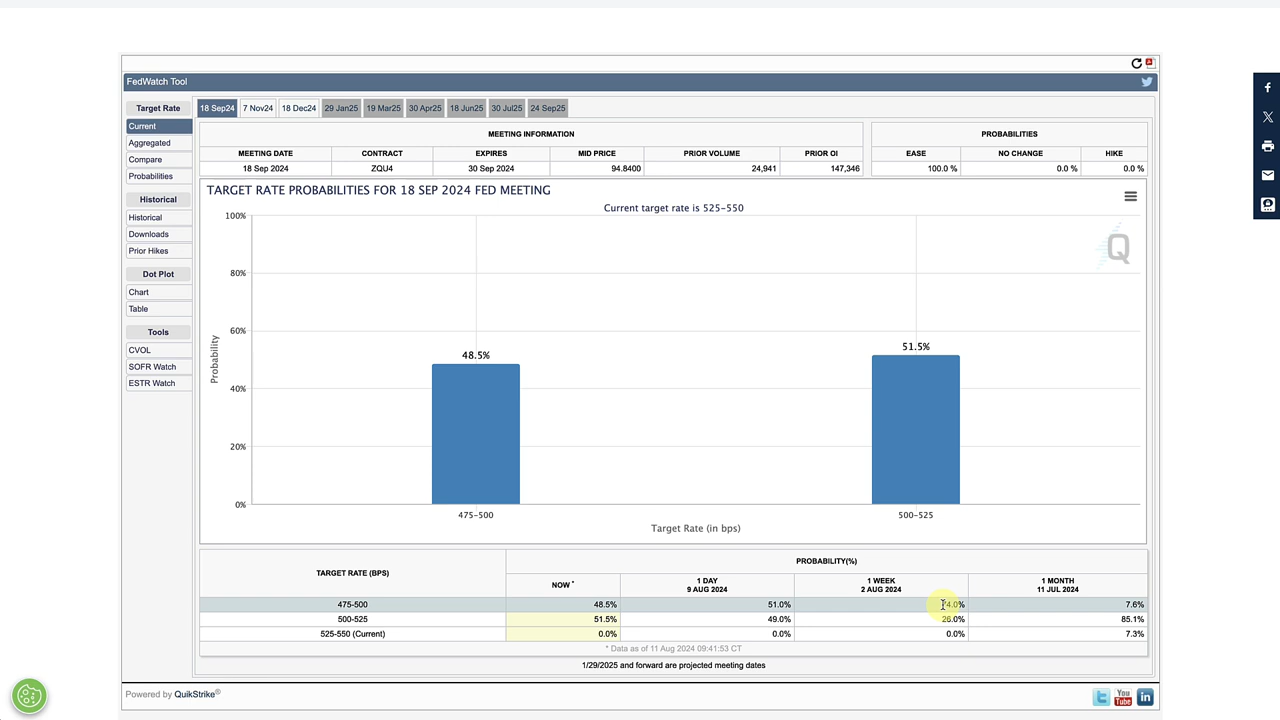 FedWatch Tool
Target Rate
Current
Aggregated
Compare
Probabilities
Historical
Historical
Downloads
Prior Hikes
Dot Plot
Chart
Table
Tools
CVOL
SOFR Watch
ESTR Watch
18 Sep24 7 Nov24 18 Dec24 29 Jan25 19 Mar25 30 Apr25 18 Jun25 30 Jul25 24 Sep25
MEETING INFORMATION
MEETING DATE CONTRACT EXPIRES MID PRICE PRIOR VOLUME PRIOR OI
18 Sep 2024 ZQU4 30 Sep 2024 94.8400 24,941 147,346
PROBABILITIES
EASE NO CHANGE HIKE
100.0 % 0.0 % 0.0 %
TARGET RATE PROBABILITIES FOR 18 SEP 2024 FED MEETING
Current target rate is 525-550
Q
Probability
100%
80%
60%
40%
20%
0%
48.5%
51.5%
475-500
500-525
Target Rate (in bps)
TARGET RATE (BPS) PROBABILITY(%)
NOW * 1 DAY 9 AUG 2024 1 WEEK 2 AUG 2024 1 MONTH 11 JUL 2024
475-500 48.5% 51.0% 74.0% 7.6%
500-525 51.5% 49.0% 26.0% 85.1%
525-550 (Current) 0.0% 0.0% 0.0% 7.3%
* Data as of 11 Aug 2024 09:41:53 CT
1/29/2025 and forward are projected meeting dates
Powered by QuikStrike®
You Tube
in